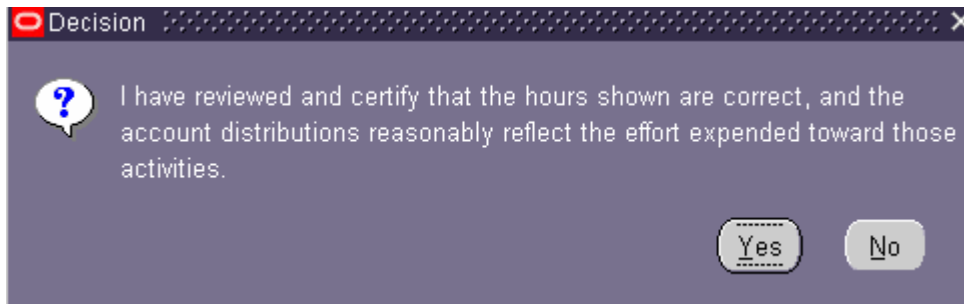 Decision
I have reviewed and certify that the hours shown are correct, and the
account distributions reasonably reflect the effort expended toward those
activities.
Yes No